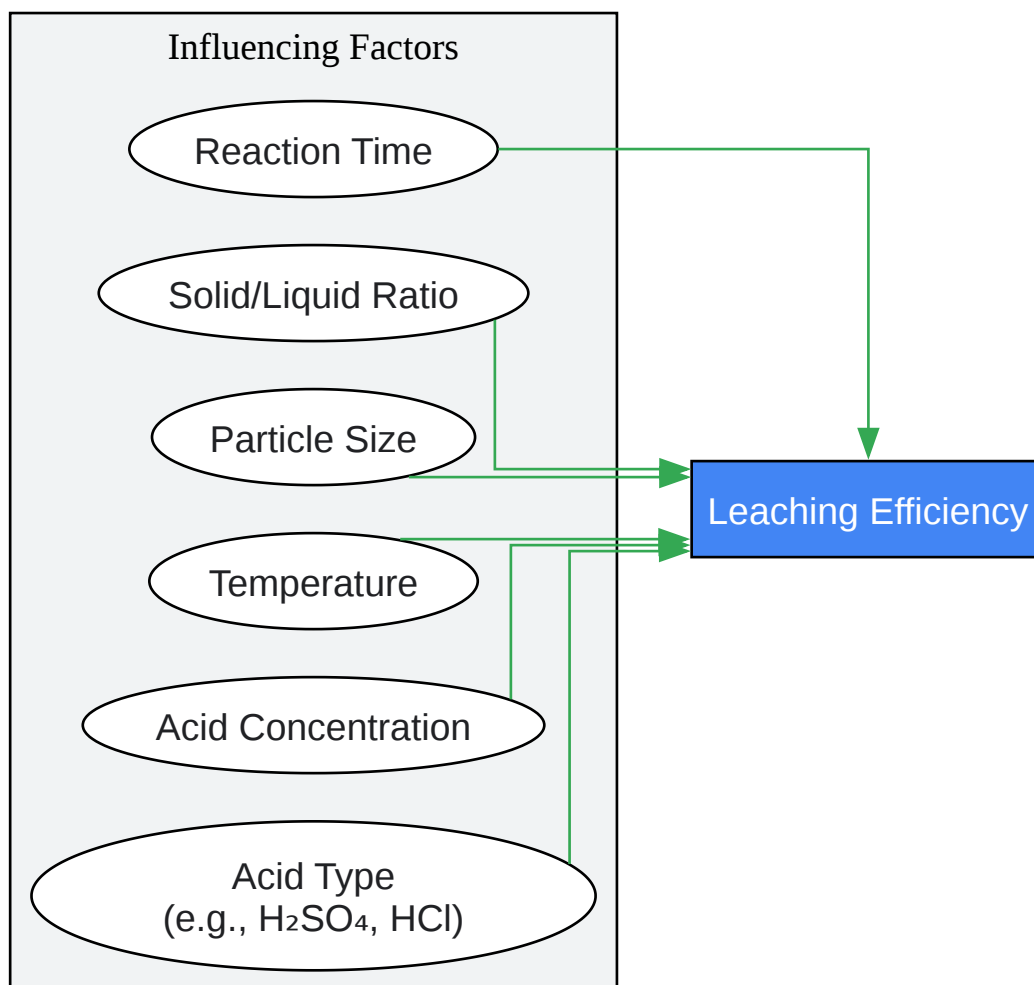 Influencing Factors
Reaction Time
Solid/Liquid Ratio
Particle Size
Leaching Efficiency
Temperature
Acid Concentration
Acid Type
(e.g., H₂SO₄, HCl)